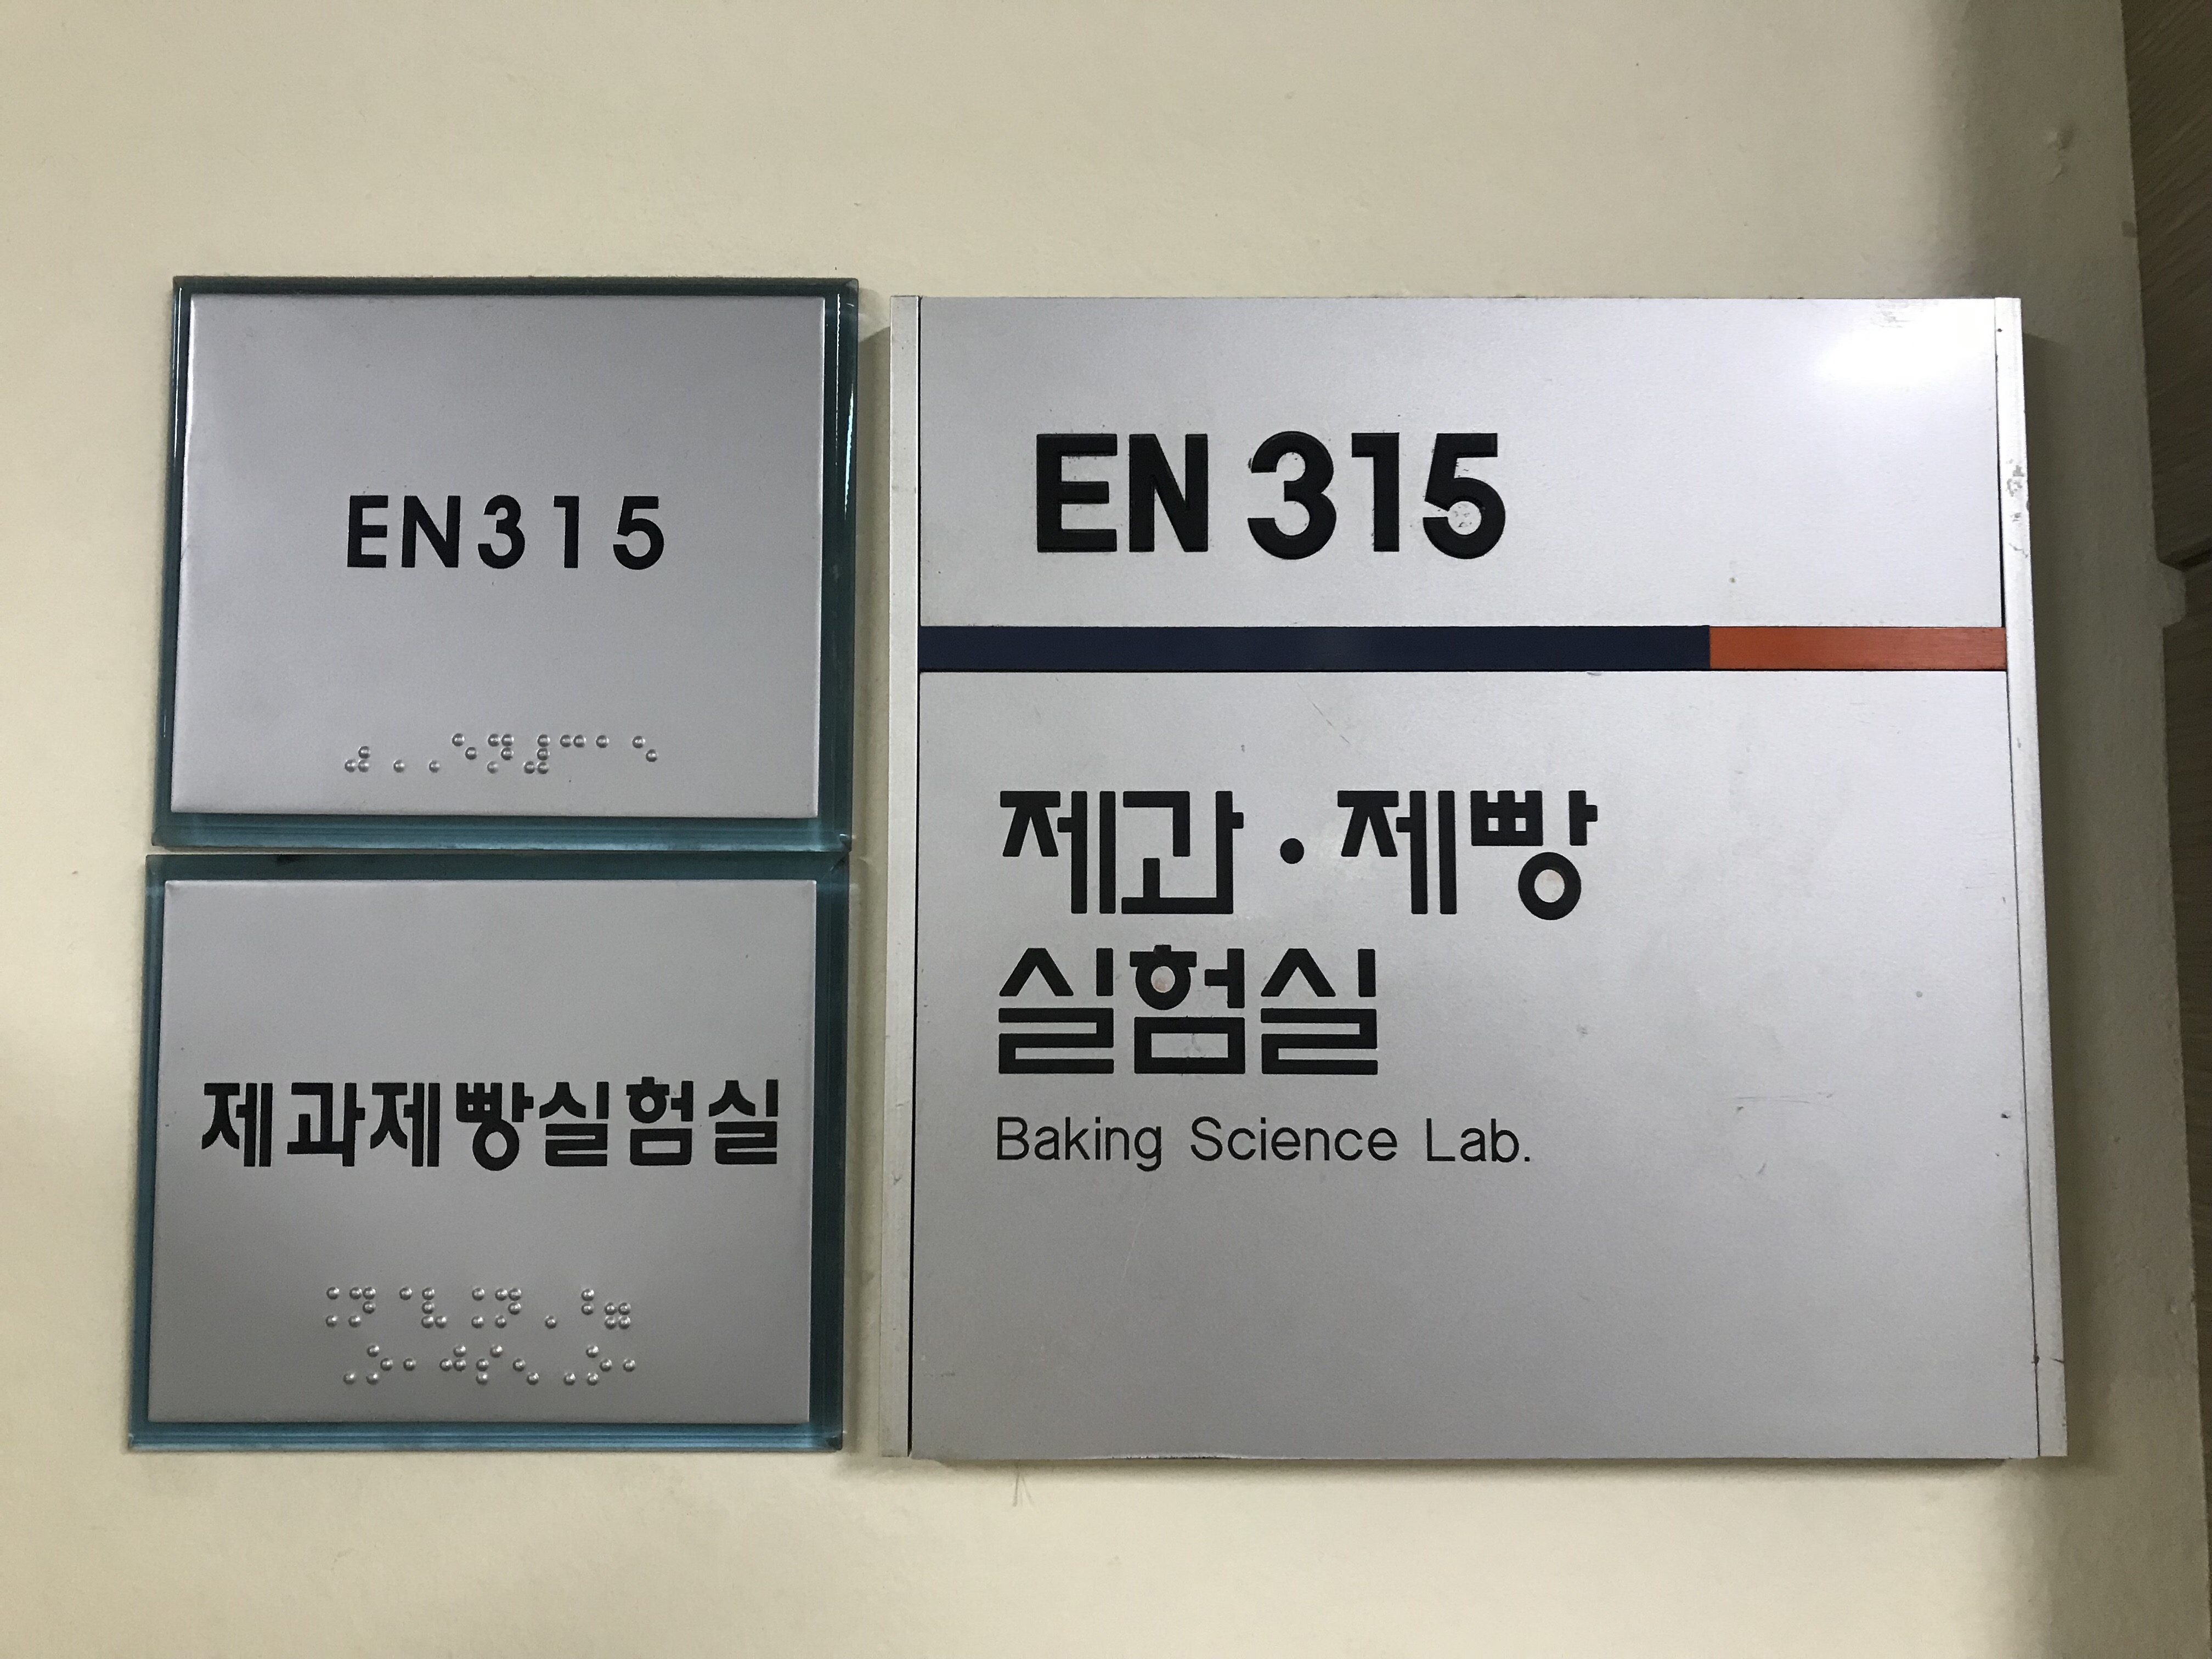 EN315
제과제빵실험실
EN 315
제과·제빵
실험실
Baking Science Lab.